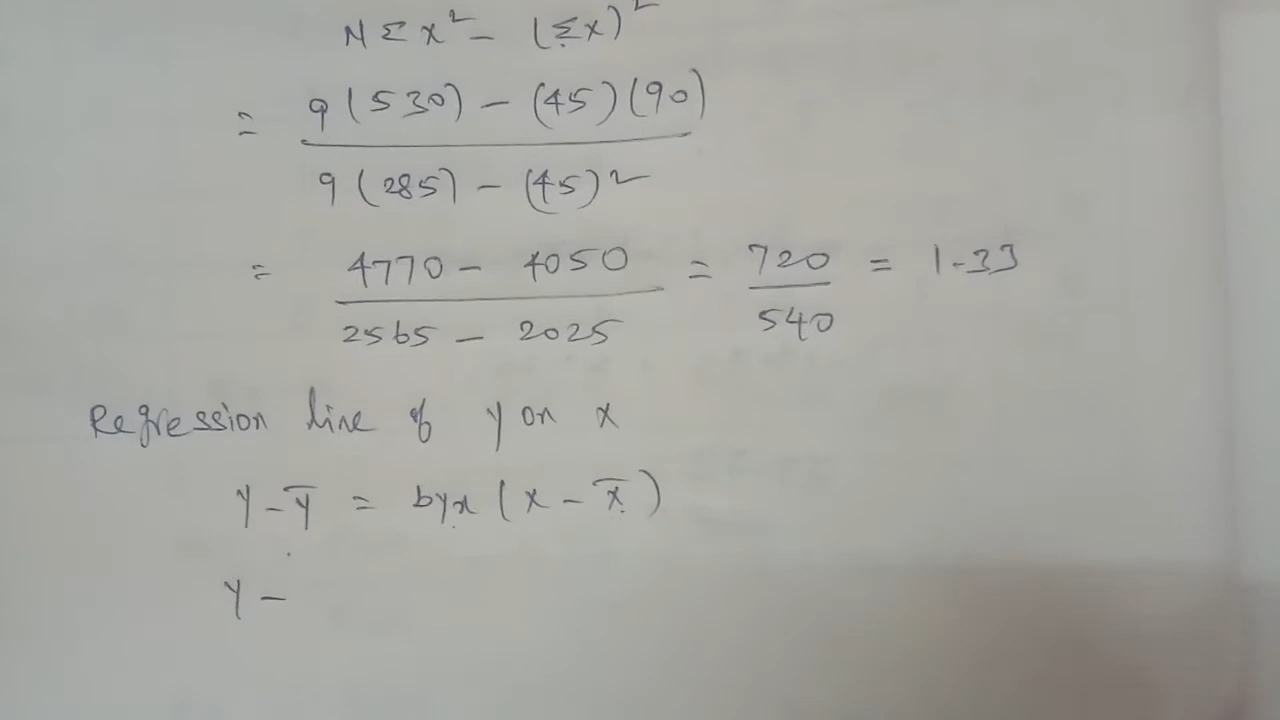 N Σ x² - (Σx)²
= 9(530) - (45)(90)
9(285) - (45)²
= 4770 - 4050 = 720 = 1.33
2565 - 2025 540
Regression line of y on x
y - ȳ = byx (x - x̄)
y -